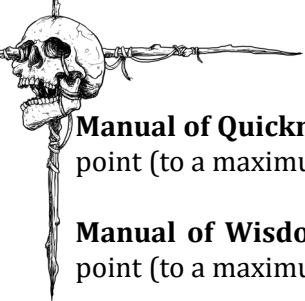 Manual of Quickn
point (to a maximu
Manual of Wisdo
point (to a maximu